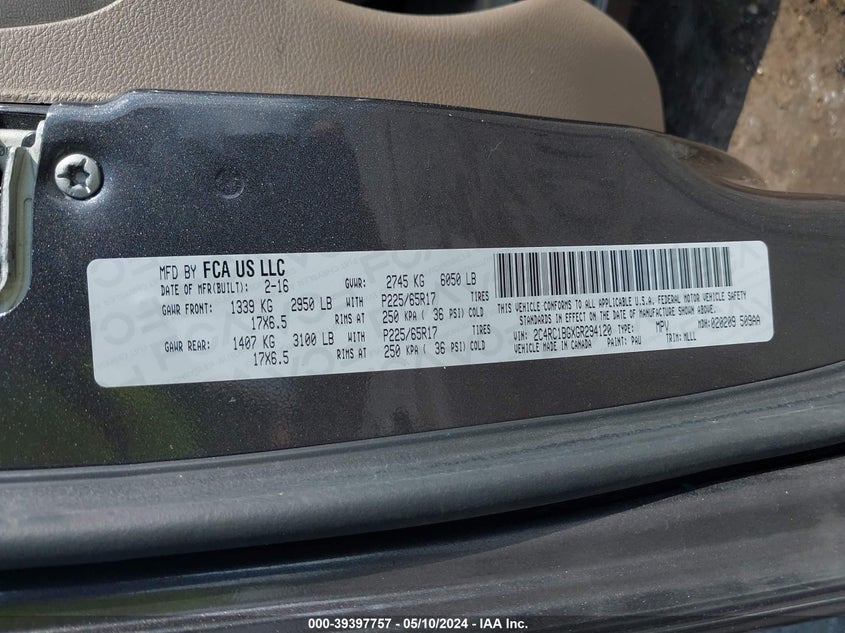 MFD BY FCA US LLC
DATE OF MFR(BUILT): 2-16 GVWR: 2745 KG 6050 LB
GAWR FRONT: 1339 KG 2950 LB WITH P225/65R17 TIRES
17X6.5 RIMS AT 250 KPA ( 36 PSI) COLD
GAWR REAR: 1407 KG 3100 LB WITH P225/65R17 TIRES
17X6.5 RIMS AT 250 KPA ( 36 PSI) COLD
THIS VEHICLE CONFORMS TO ALL APPLICABLE U.S.A. FEDERAL MOTOR VEHICLE SAFETY
STANDARDS IN EFFECT ON THE DATE OF MANUFACTURE SHOWN ABOVE.
VIN: 2C4RC1BGXGR294120 TYPE: MPV MDH: 020209 509AA
VEHICLE MADE IN CANADA PAINT: PAU TRIM: MLLL
000-39397757 — 05/10/2024 — IAA Inc.